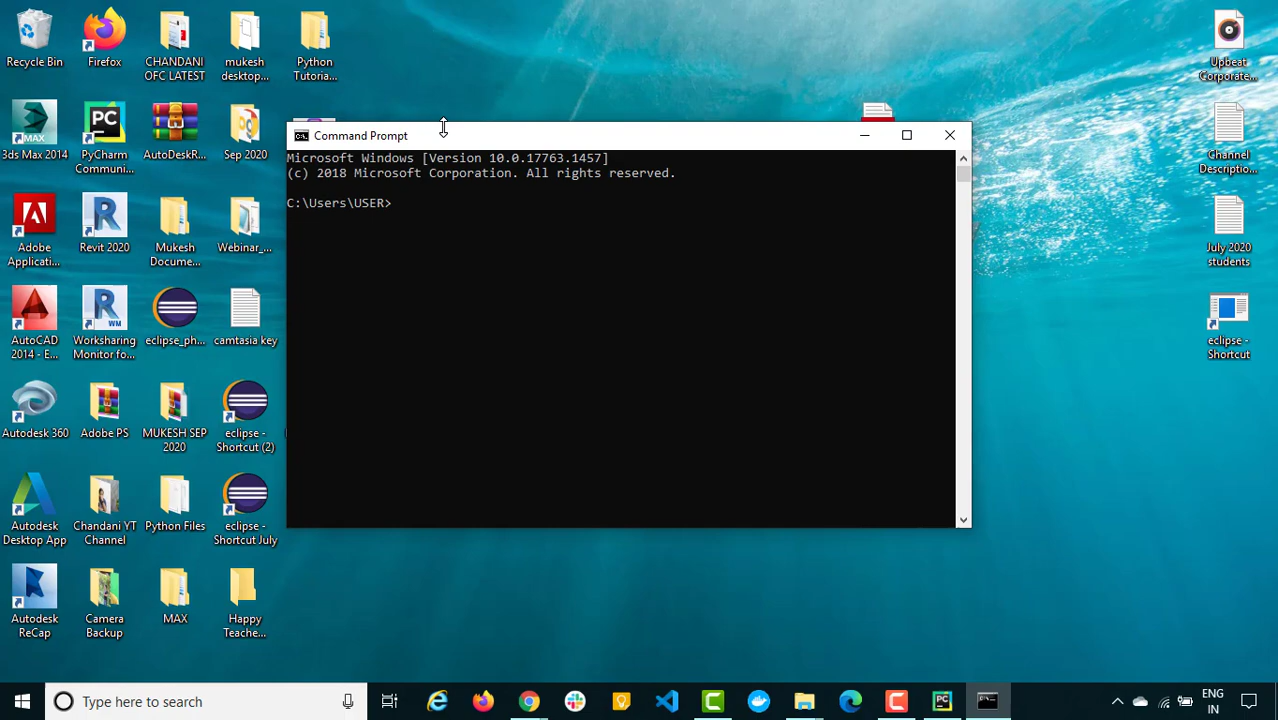 Recycle Bin
Firefox
CHANDANI
OFC LATEST
mukesh
desktop...
Python
Tutoria...
Upbeat
Corporate...
3ds Max 2014
PyCharm
Communi...
AutoDeskR...
Sep 2020
Channel
Descriptio...
Adobe
Applicati...
Revit 2020
Mukesh
Docume...
Webinar_...
July 2020
students
AutoCAD
2014 - E...
Worksharing
Monitor fo...
eclipse_ph...
camtasia key
eclipse -
Shortcut
Autodesk 360
Adobe PS
MUKESH SEP
2020
eclipse -
Shortcut (2)
Autodesk
Desktop App
Chandani YT
Channel
Python Files
eclipse -
Shortcut July
Autodesk
ReCap
Camera
Backup
MAX
Happy
Teache...
Command Prompt
Microsoft Windows [Version 10.0.17763.1457]
(c) 2018 Microsoft Corporation. All rights reserved.
C:\Users\USER>
Type here to search
ENG
IN